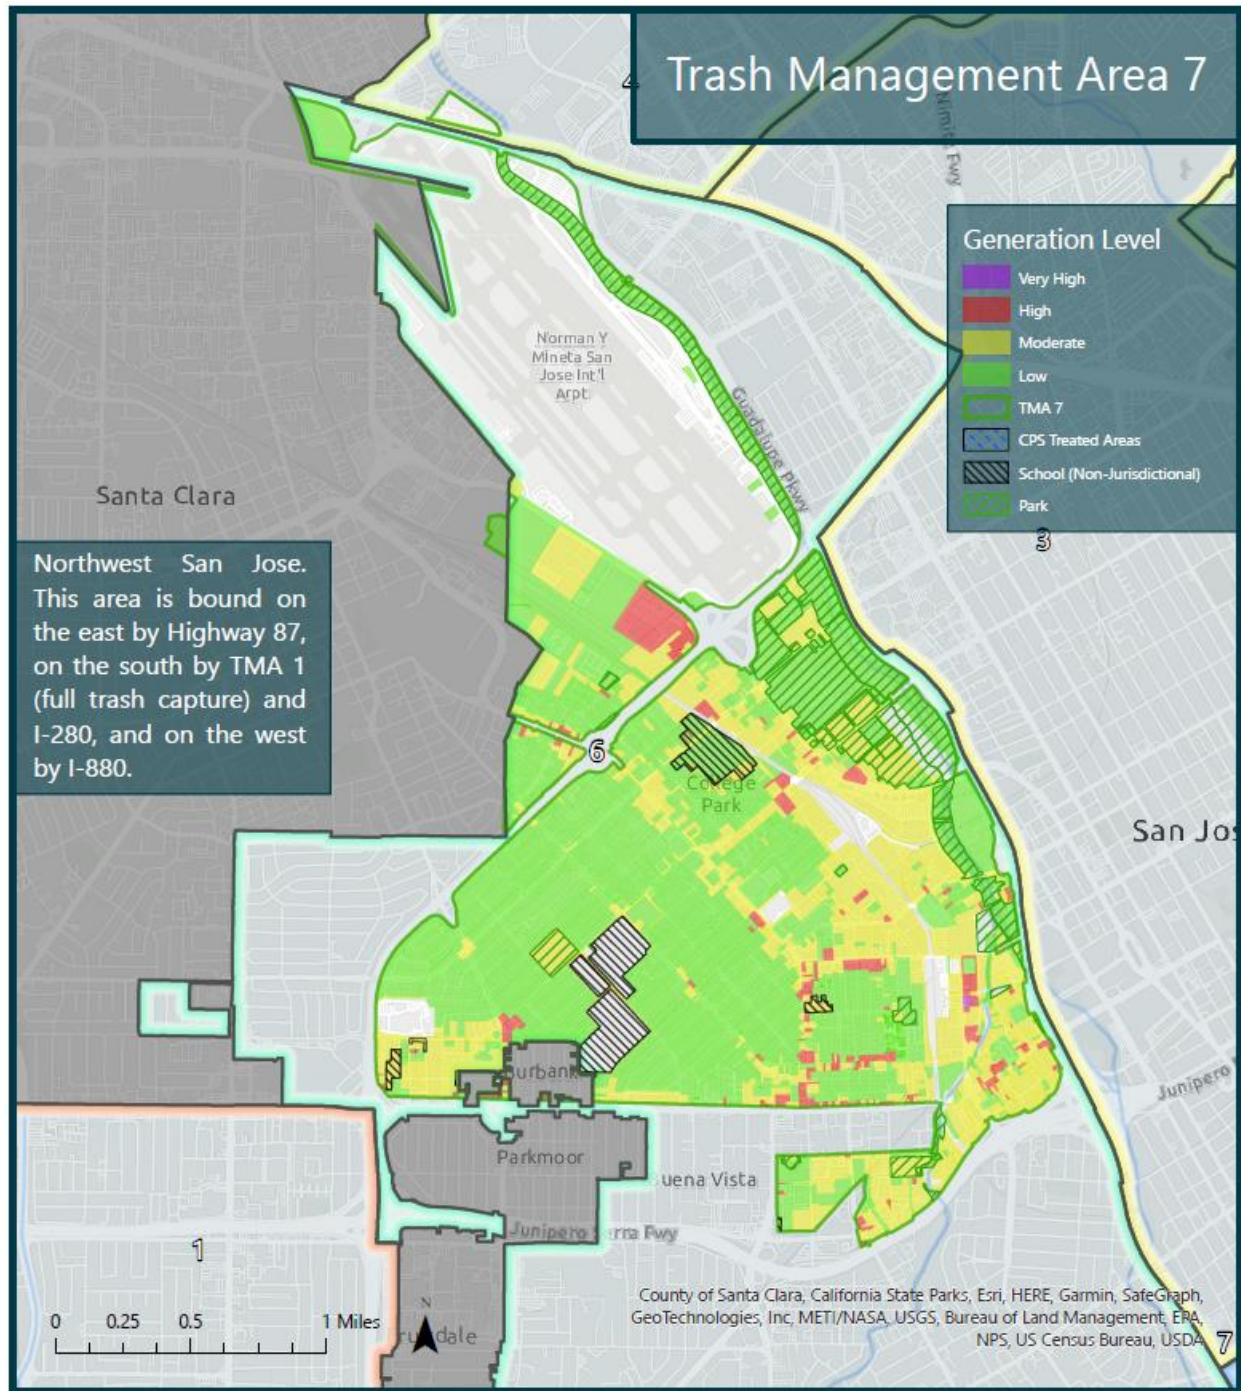 Trash Management Area 7
4
Nimitz Fwy
Generation Level
Very High
High
Moderate
Low
TMA 7
CPS Treated Areas
School (Non-Jurisdictional)
Park
3
Norman Y
Mineta San
Jose Int'l
Arpt.
Guadalupe Pkwy
Santa Clara
Northwest San Jose.
This area is bound on
the east by Highway 87,
on the south by TMA 1
(full trash capture) and
I-280, and on the west
by I-880.
6
College
Park
San Jos
Burbank
Junipero
Parkmoor
uena Vista
Junipero Serra Fwy
1
0 0.25 0.5 1 Miles
N
County of Santa Clara, California State Parks, Esri, HERE, Garmin, SafeGraph,
GeoTechnologies, Inc, METI/NASA, USGS, Bureau of Land Management, EPA,
NPS, US Census Bureau, USDA
7